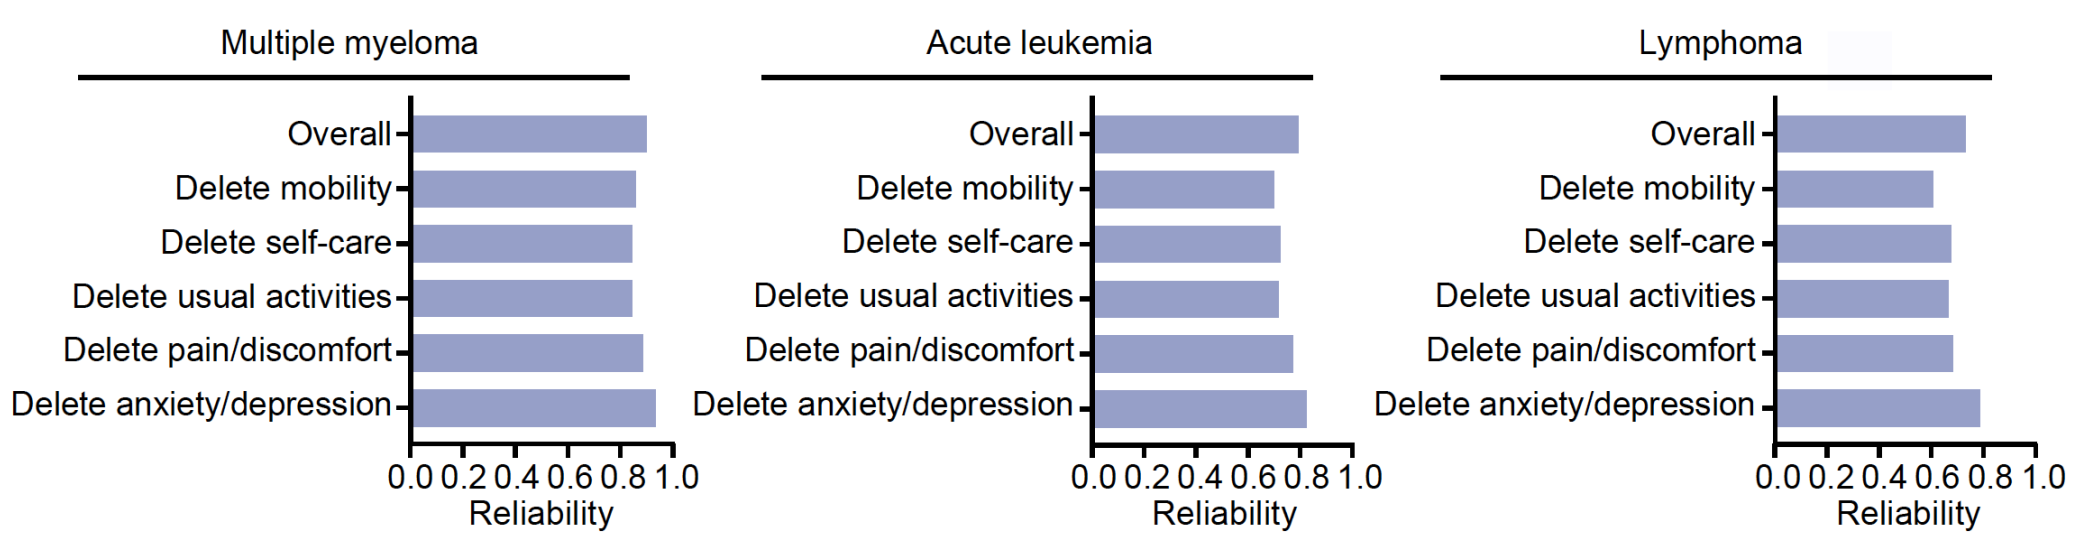 Multiple myeloma
Overall
Delete mobility
Delete self-care
Delete usual activities
Delete pain/discomfort
Delete anxiety/depression
0.0 0.2 0.4 0.6 0.8 1.0
Reliability
Acute leukemia
Overall
Delete mobility
Delete self-care
Delete usual activities
Delete pain/discomfort
Delete anxiety/depression
0.0 0.2 0.4 0.6 0.8 1.0
Reliability
Lymphoma
Overall
Delete mobility
Delete self-care
Delete usual activities
Delete pain/discomfort
Delete anxiety/depression
0.0 0.2 0.4 0.6 0.8 1.0
Reliability